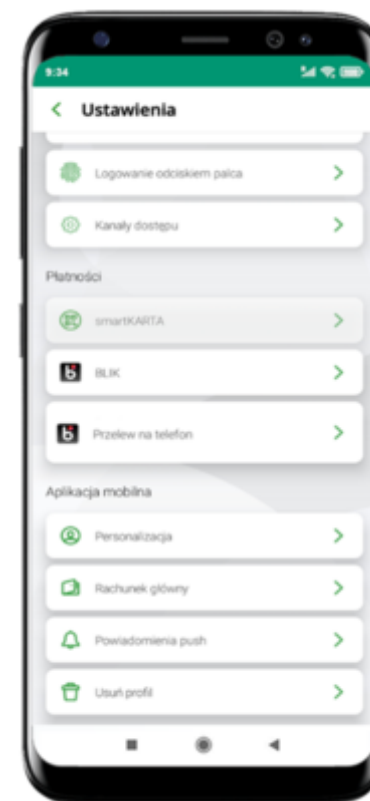 9:34
Ustawienia
Logowanie odciskiem palca
Kanały dostępu
Płatności
smartKARTA
BLIK
Przelew na telefon
Aplikacja mobilna
Personalizacja
Rachunek główny
Powiadomienia push
Usuń profil